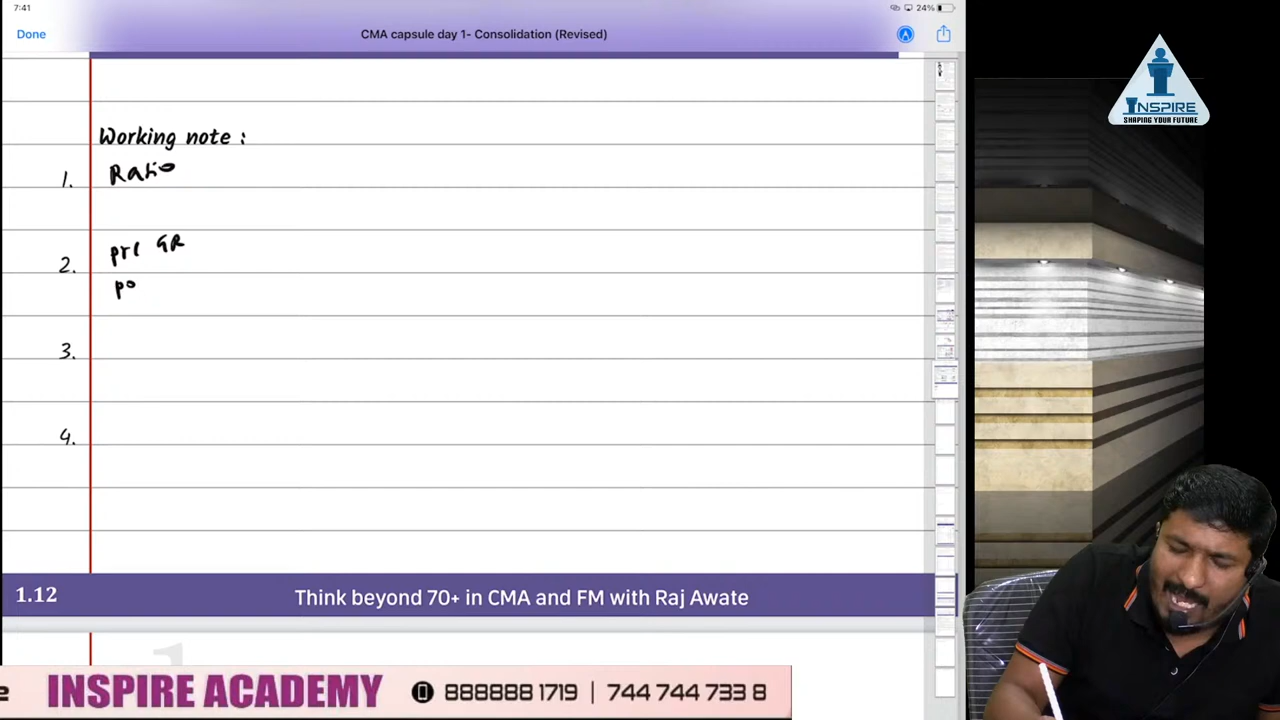 7:41
24%
Done
CMA capsule day 1- Consolidation (Revised)
INSPIRE
SHAPING YOUR FUTURE
Working note :
1. Ratio
2. pre GR
po
3.
4.
1.12
Think beyond 70+ in CMA and FM with Raj Awate
e INSPIRE ACADEMY 888888 1719 | 744 744 733 8